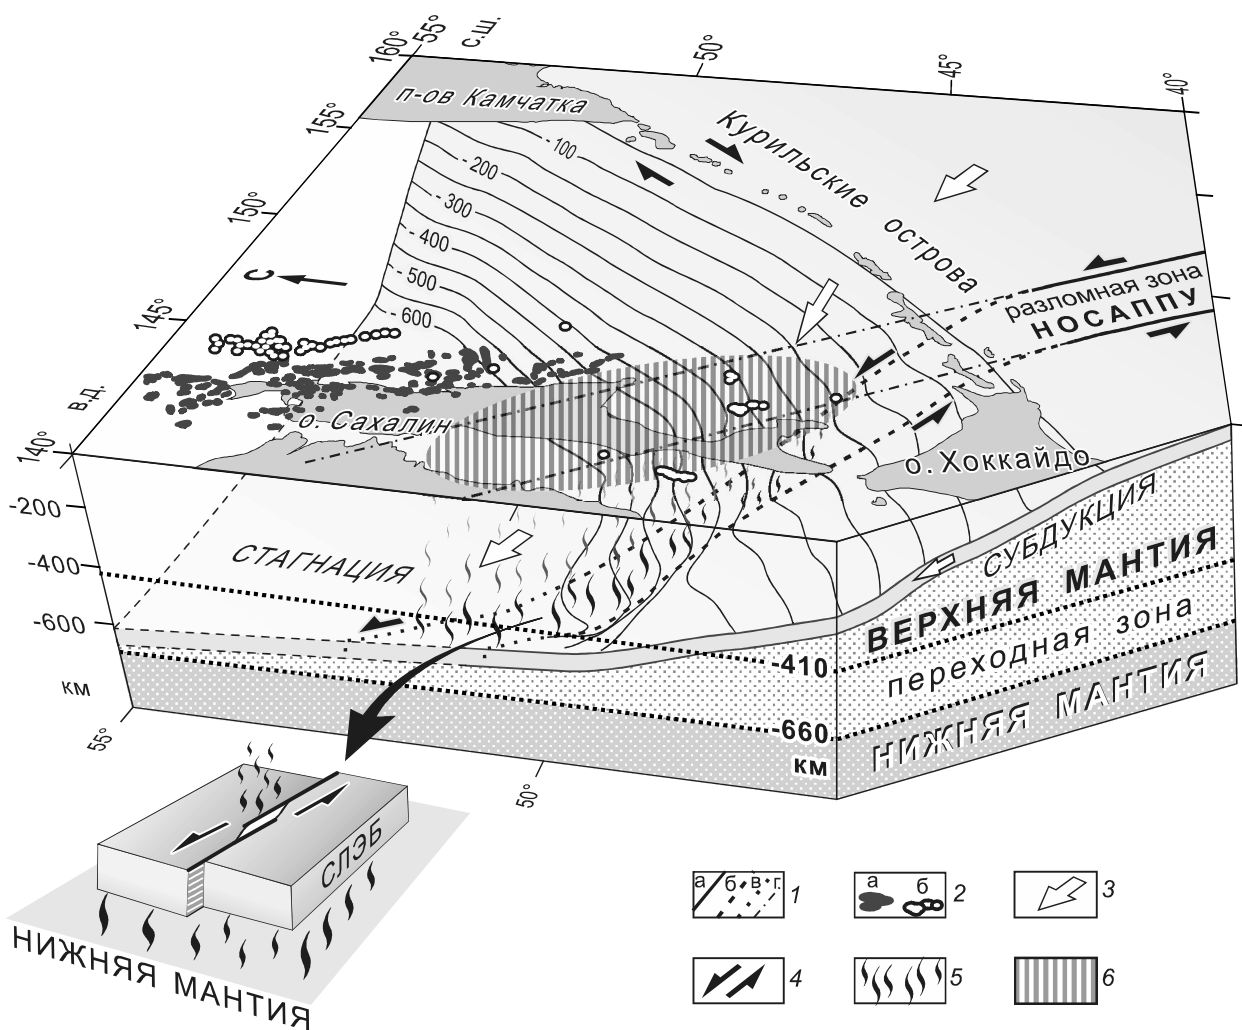 160°
55°
с.ш.
50°
45°
40°
155°
150°
145°
в.д.
140°
п-ов Камчатка
Курильские острова
- 100
- 200
- 300
- 400
- 500
- 600
С
разломная зона
НОСАППУ
о. Сахалин
о. Хоккайдо
-200
-400
-600
км
55°
50°
СТАГНАЦИЯ
СУБДУКЦИЯ
ВЕРХНЯЯ МАНТИЯ
-410
переходная зона
-660
км
НИЖНЯЯ МАНТИЯ
СЛЭБ
НИЖНЯЯ МАНТИЯ
а б в г
1
а б
2
3
4
5
6